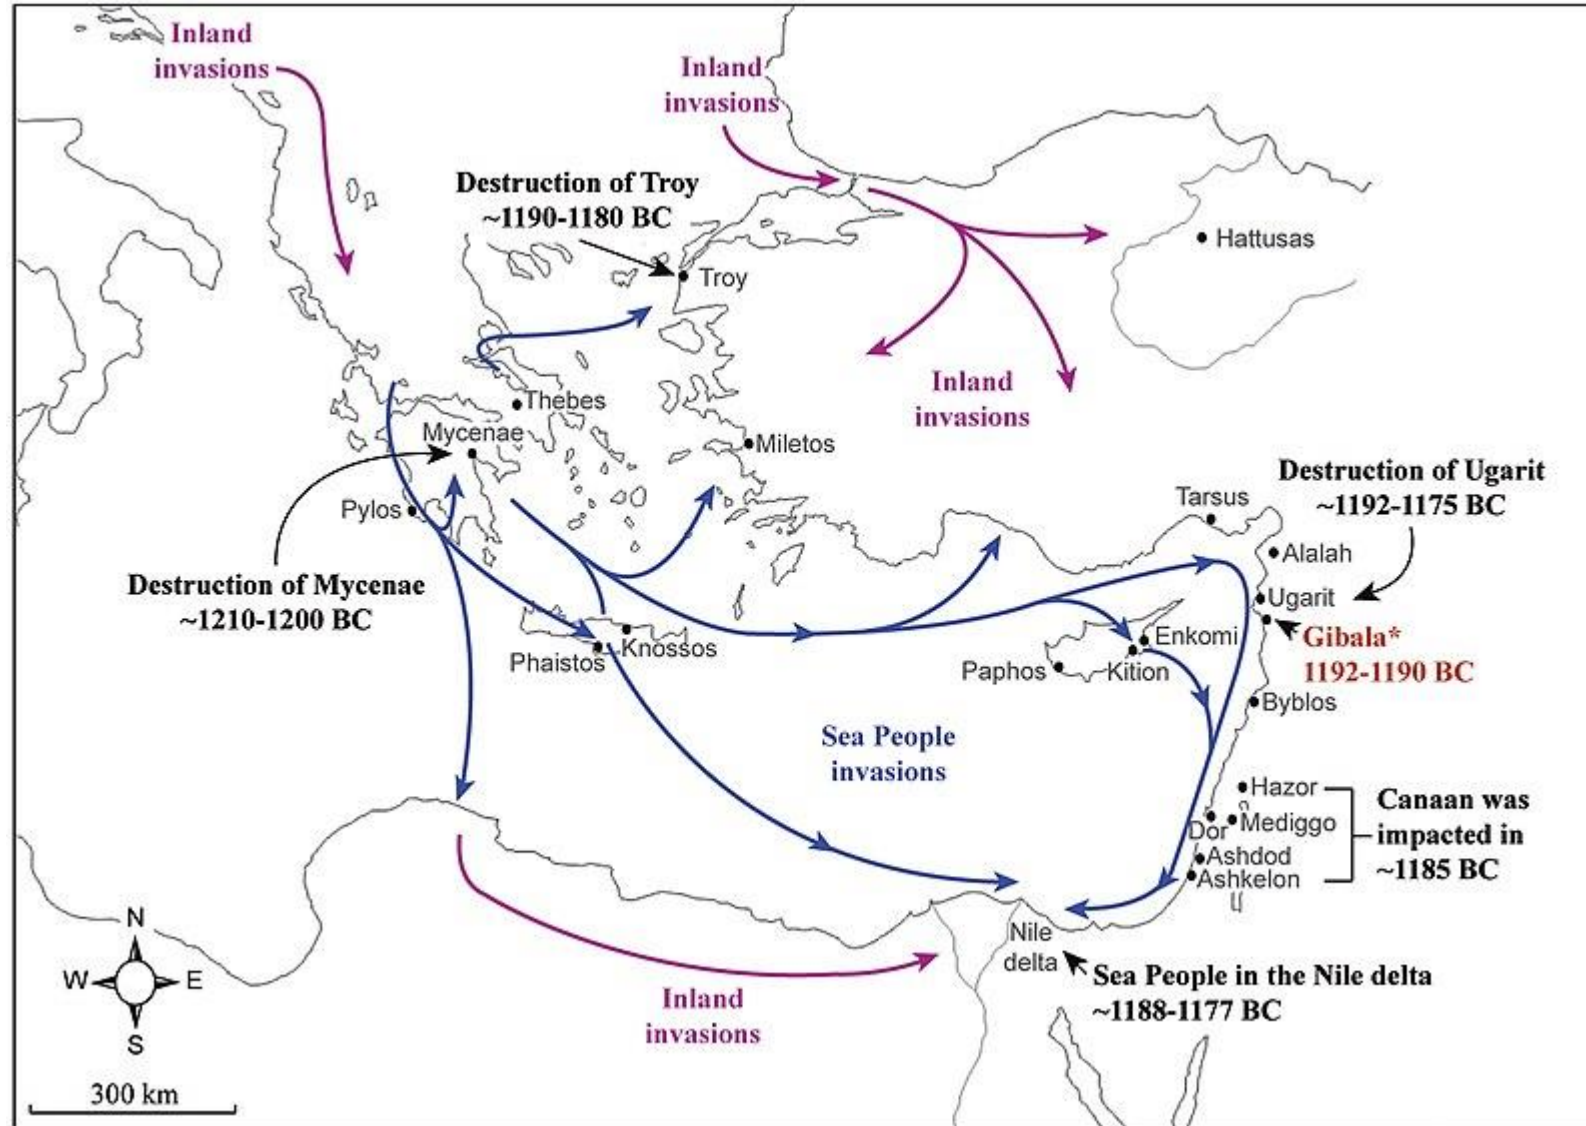 Inland
invasions
Inland
invasions
Destruction of Troy
~1190-1180 BC
Hattusas
Troy
Inland
invasions
Thebes
Mycenae
Miletos
Destruction of Ugarit
~1192-1175 BC
Tarsus
Pylos
Alalah
Destruction of Mycenae
~1210-1200 BC
Ugarit
Gibala*
1192-1190 BC
Knossos
Phaistos
Enkomi
Paphos
Kition
Byblos
Sea People
invasions
Hazor
Dor
Mediggo
Ashdod
Ashkelon
Canaan was
impacted in
~1185 BC
Nile
delta
Sea People in the Nile delta
~1188-1177 BC
Inland
invasions
N
W
E
S
300 km